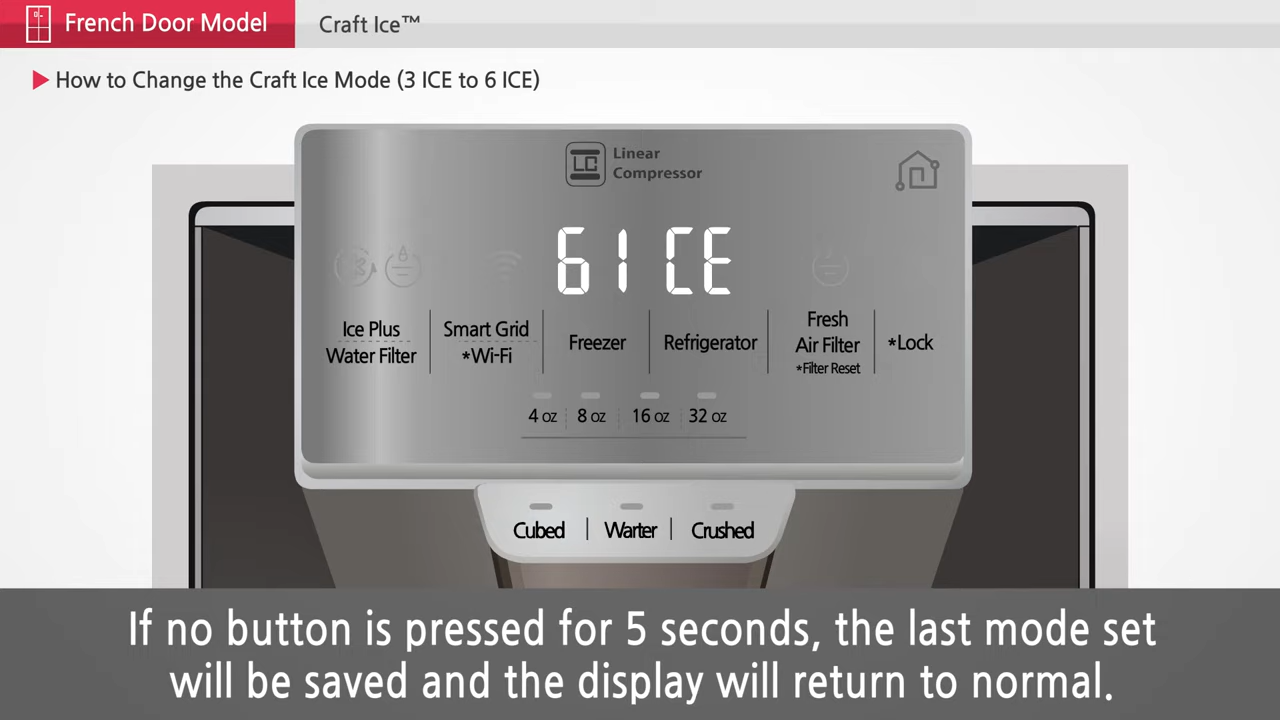 French Door Model
Craft Ice™
How to Change the Craft Ice Mode (3 ICE to 6 ICE)
LC
Linear
Compressor
6 ICE
Ice Plus
Water Filter
Smart Grid
*Wi-Fi
Freezer
Refrigerator
Fresh
Air Filter
*Filter Reset
*Lock
4 oz
8 oz
16 oz
32 oz
Cubed
Warter
Crushed
If no button is pressed for 5 seconds, the last mode set
will be saved and the display will return to normal.